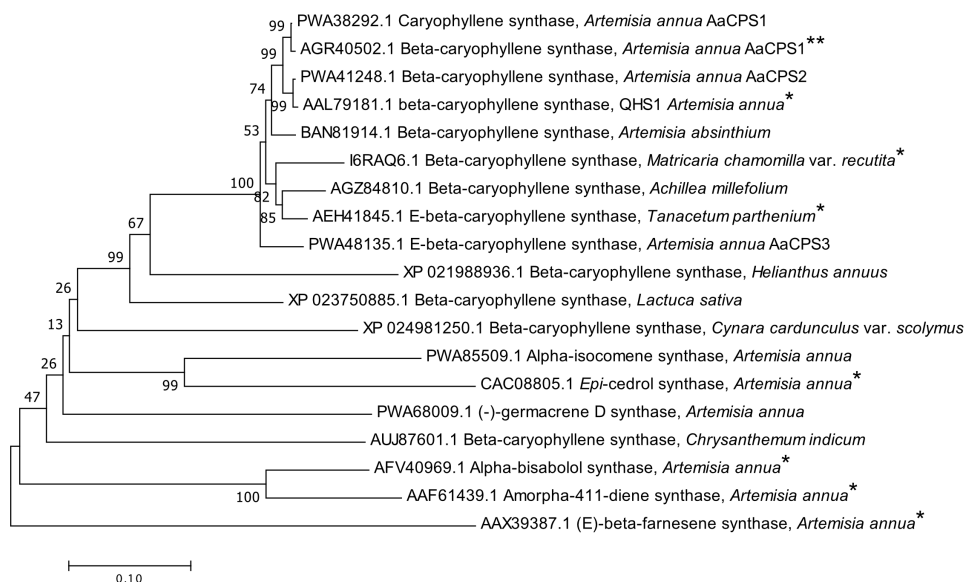 99 PWA38292.1 Caryophyllene synthase, Artemisia annua AaCPS1
99 AGR40502.1 Beta-caryophyllene synthase, Artemisia annua AaCPS1**
PWA41248.1 Beta-caryophyllene synthase, Artemisia annua AaCPS2
74 99 AAL79181.1 beta-caryophyllene synthase, QHS1 Artemisia annua*
53 BAN81914.1 Beta-caryophyllene synthase, Artemisia absinthium
I6RAQ6.1 Beta-caryophyllene synthase, Matricaria chamomilla var. recutita*
100 82 AGZ84810.1 Beta-caryophyllene synthase, Achillea millefolium
85 AEH41845.1 E-beta-caryophyllene synthase, Tanacetum parthenium*
67 PWA48135.1 E-beta-caryophyllene synthase, Artemisia annua AaCPS3
99 XP 021988936.1 Beta-caryophyllene synthase, Helianthus annuus
26 XP 023750885.1 Beta-caryophyllene synthase, Lactuca sativa
13 XP 024981250.1 Beta-caryophyllene synthase, Cynara cardunculus var. scolymus
26 PWA85509.1 Alpha-isocomene synthase, Artemisia annua
99 CAC08805.1 Epi-cedrol synthase, Artemisia annua*
47 PWA68009.1 (-)-germacrene D synthase, Artemisia annua
AUJ87601.1 Beta-caryophyllene synthase, Chrysanthemum indicum
AFV40969.1 Alpha-bisabolol synthase, Artemisia annua*
100 AAF61439.1 Amorpha-411-diene synthase, Artemisia annua*
AAX39387.1 (E)-beta-farnesene synthase, Artemisia annua*
0.10